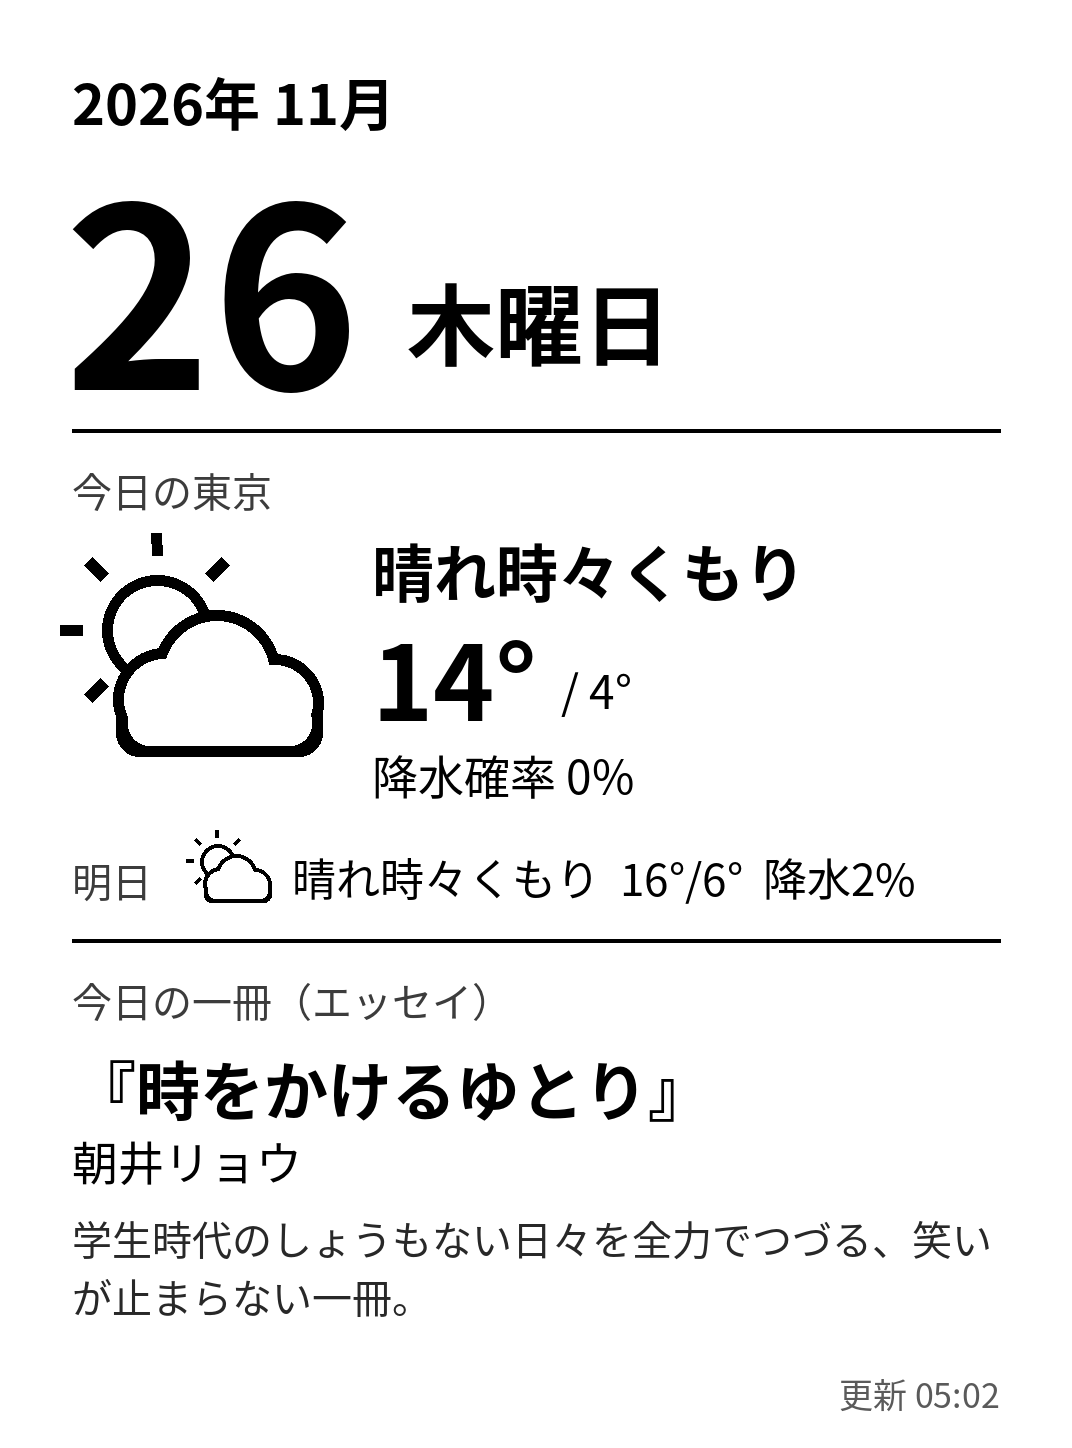 2026年 11月
26 木曜日
今日の東京
晴れ時々くもり
14° / 4°
降水確率 0%
明日 晴れ時々くもり 16°/6° 降水2%
今日の一冊（エッセイ）
『時をかけるゆとり』
朝井リョウ
学生時代のしょうもない日々を全力でつづる、笑い
が止まらない一冊。
更新 05:02